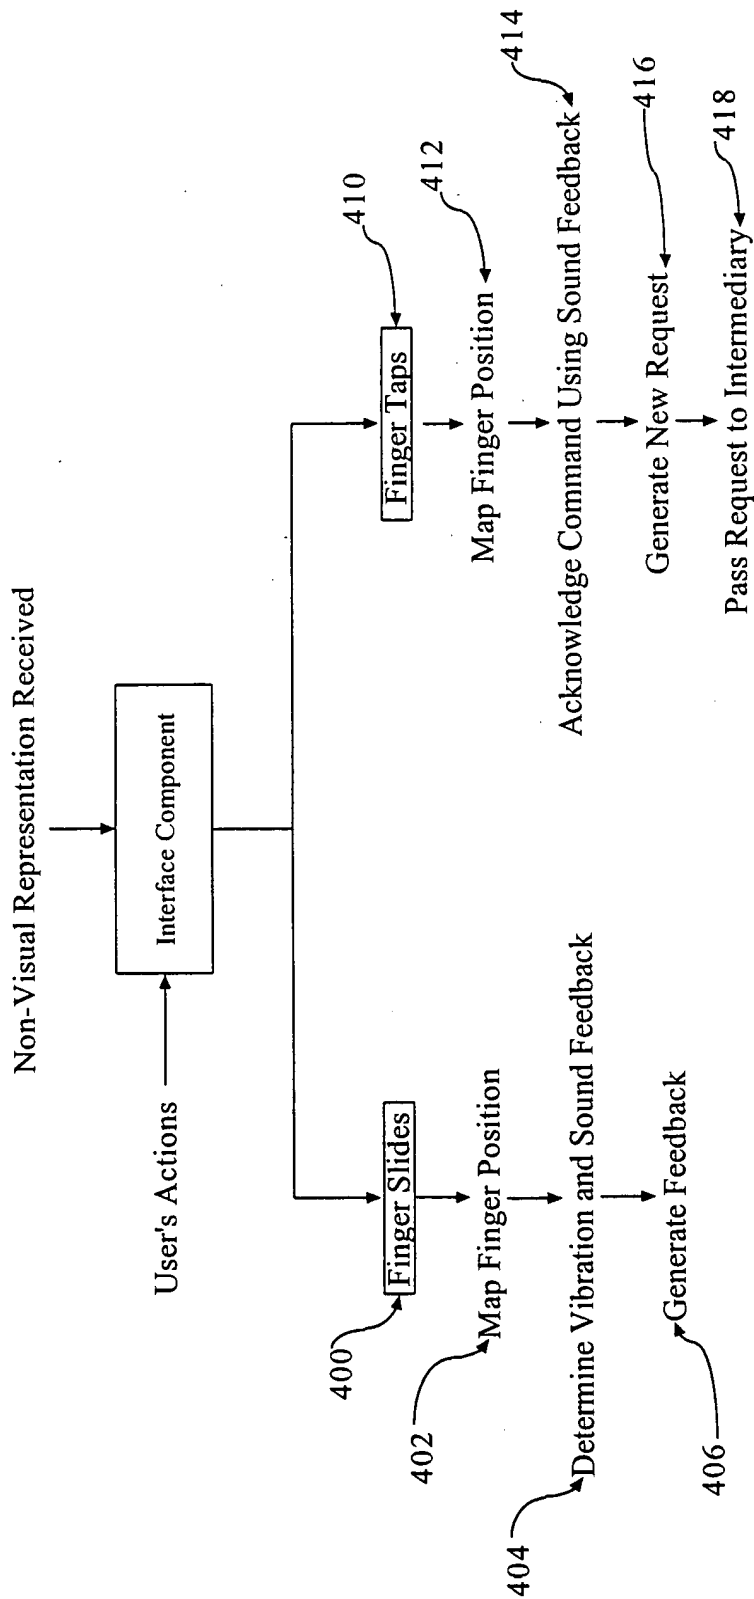 Non-Visual Representation Received
User's Actions
Interface Component
400
Finger Slides
402
Map Finger Position
404
Determine Vibration and Sound Feedback
406
Generate Feedback
410
Finger Taps
412
Map Finger Position
414
Acknowledge Command Using Sound Feedback
416
Generate New Request
418
Pass Request to Intermediary